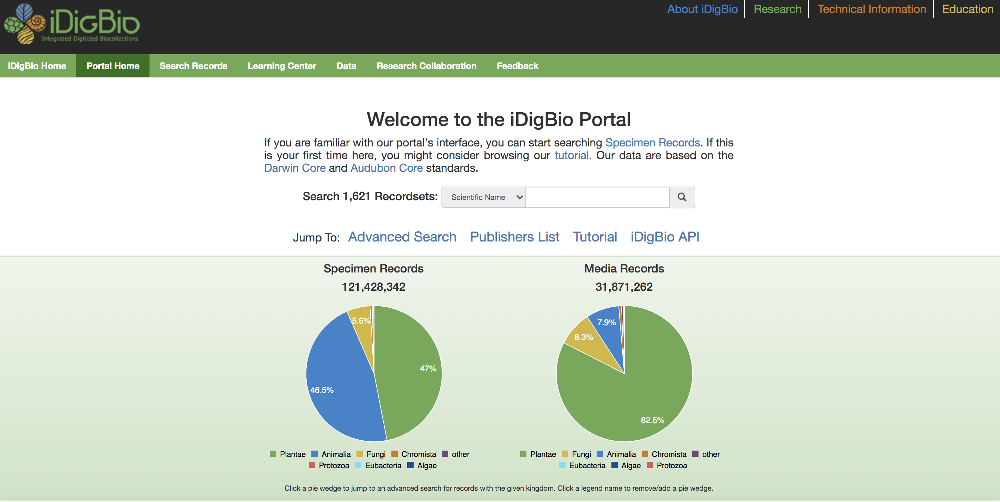 iDigBio
Integrated Digitized Biocollections
About iDigBio
Research
Technical Information
Education
iDigBio Home
Portal Home
Search Records
Learning Center
Data
Research Collaboration
Feedback
Welcome to the iDigBio Portal
If you are familiar with our portal's interface, you can start searching Specimen Records. If this
is your first time here, you might consider browsing our tutorial. Our data are based on the
Darwin Core and Audubon Core standards.
Search 1,621 Recordsets:
Scientific Name
Jump To: Advanced Search Publishers List Tutorial iDigBio API
Specimen Records
121,428,342
5.6%
47%
46.5%
Plantae Animalia Fungi Chromista other
Protozoa Eubacteria Algae
Media Records
31,871,262
7.9%
8.3%
82.5%
Plantae Fungi Animalia Chromista other
Eubacteria Algae Protozoa
Click a pie wedge to jump to an advanced search for records with the given kingdom. Click a legend name to remove/add a pie wedge.